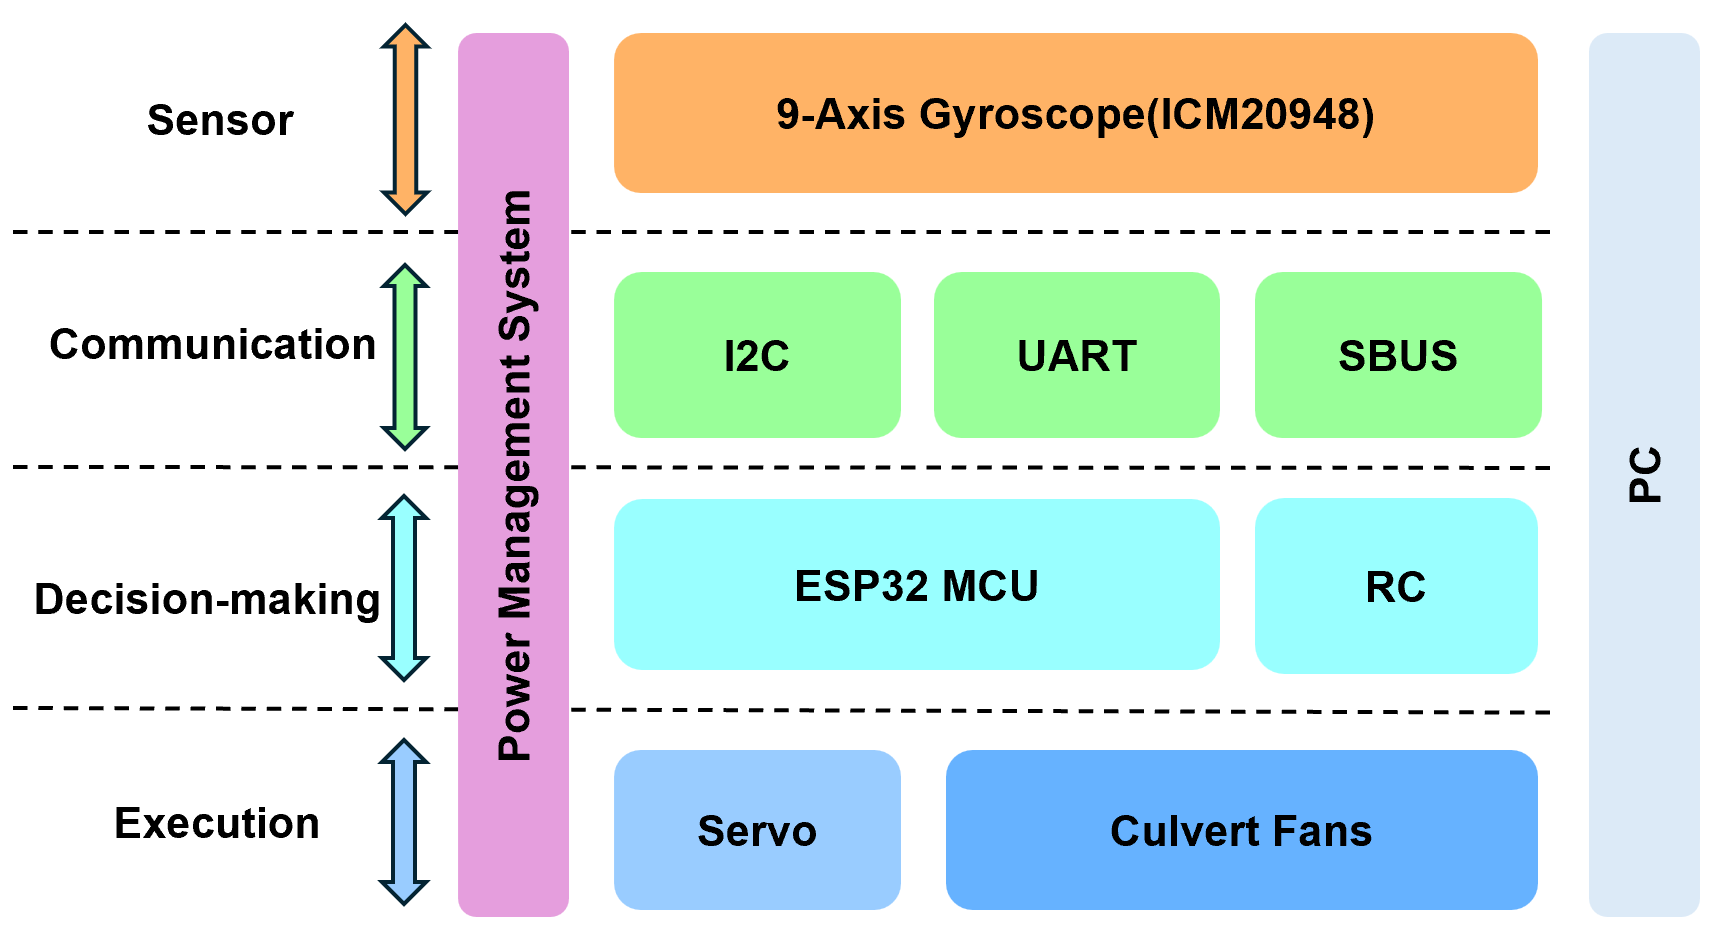 Sensor
9-Axis Gyroscope(ICM20948)
Power Management System
PC
Communication
I2C
UART
SBUS
Decision-making
ESP32 MCU
RC
Execution
Servo
Culvert Fans